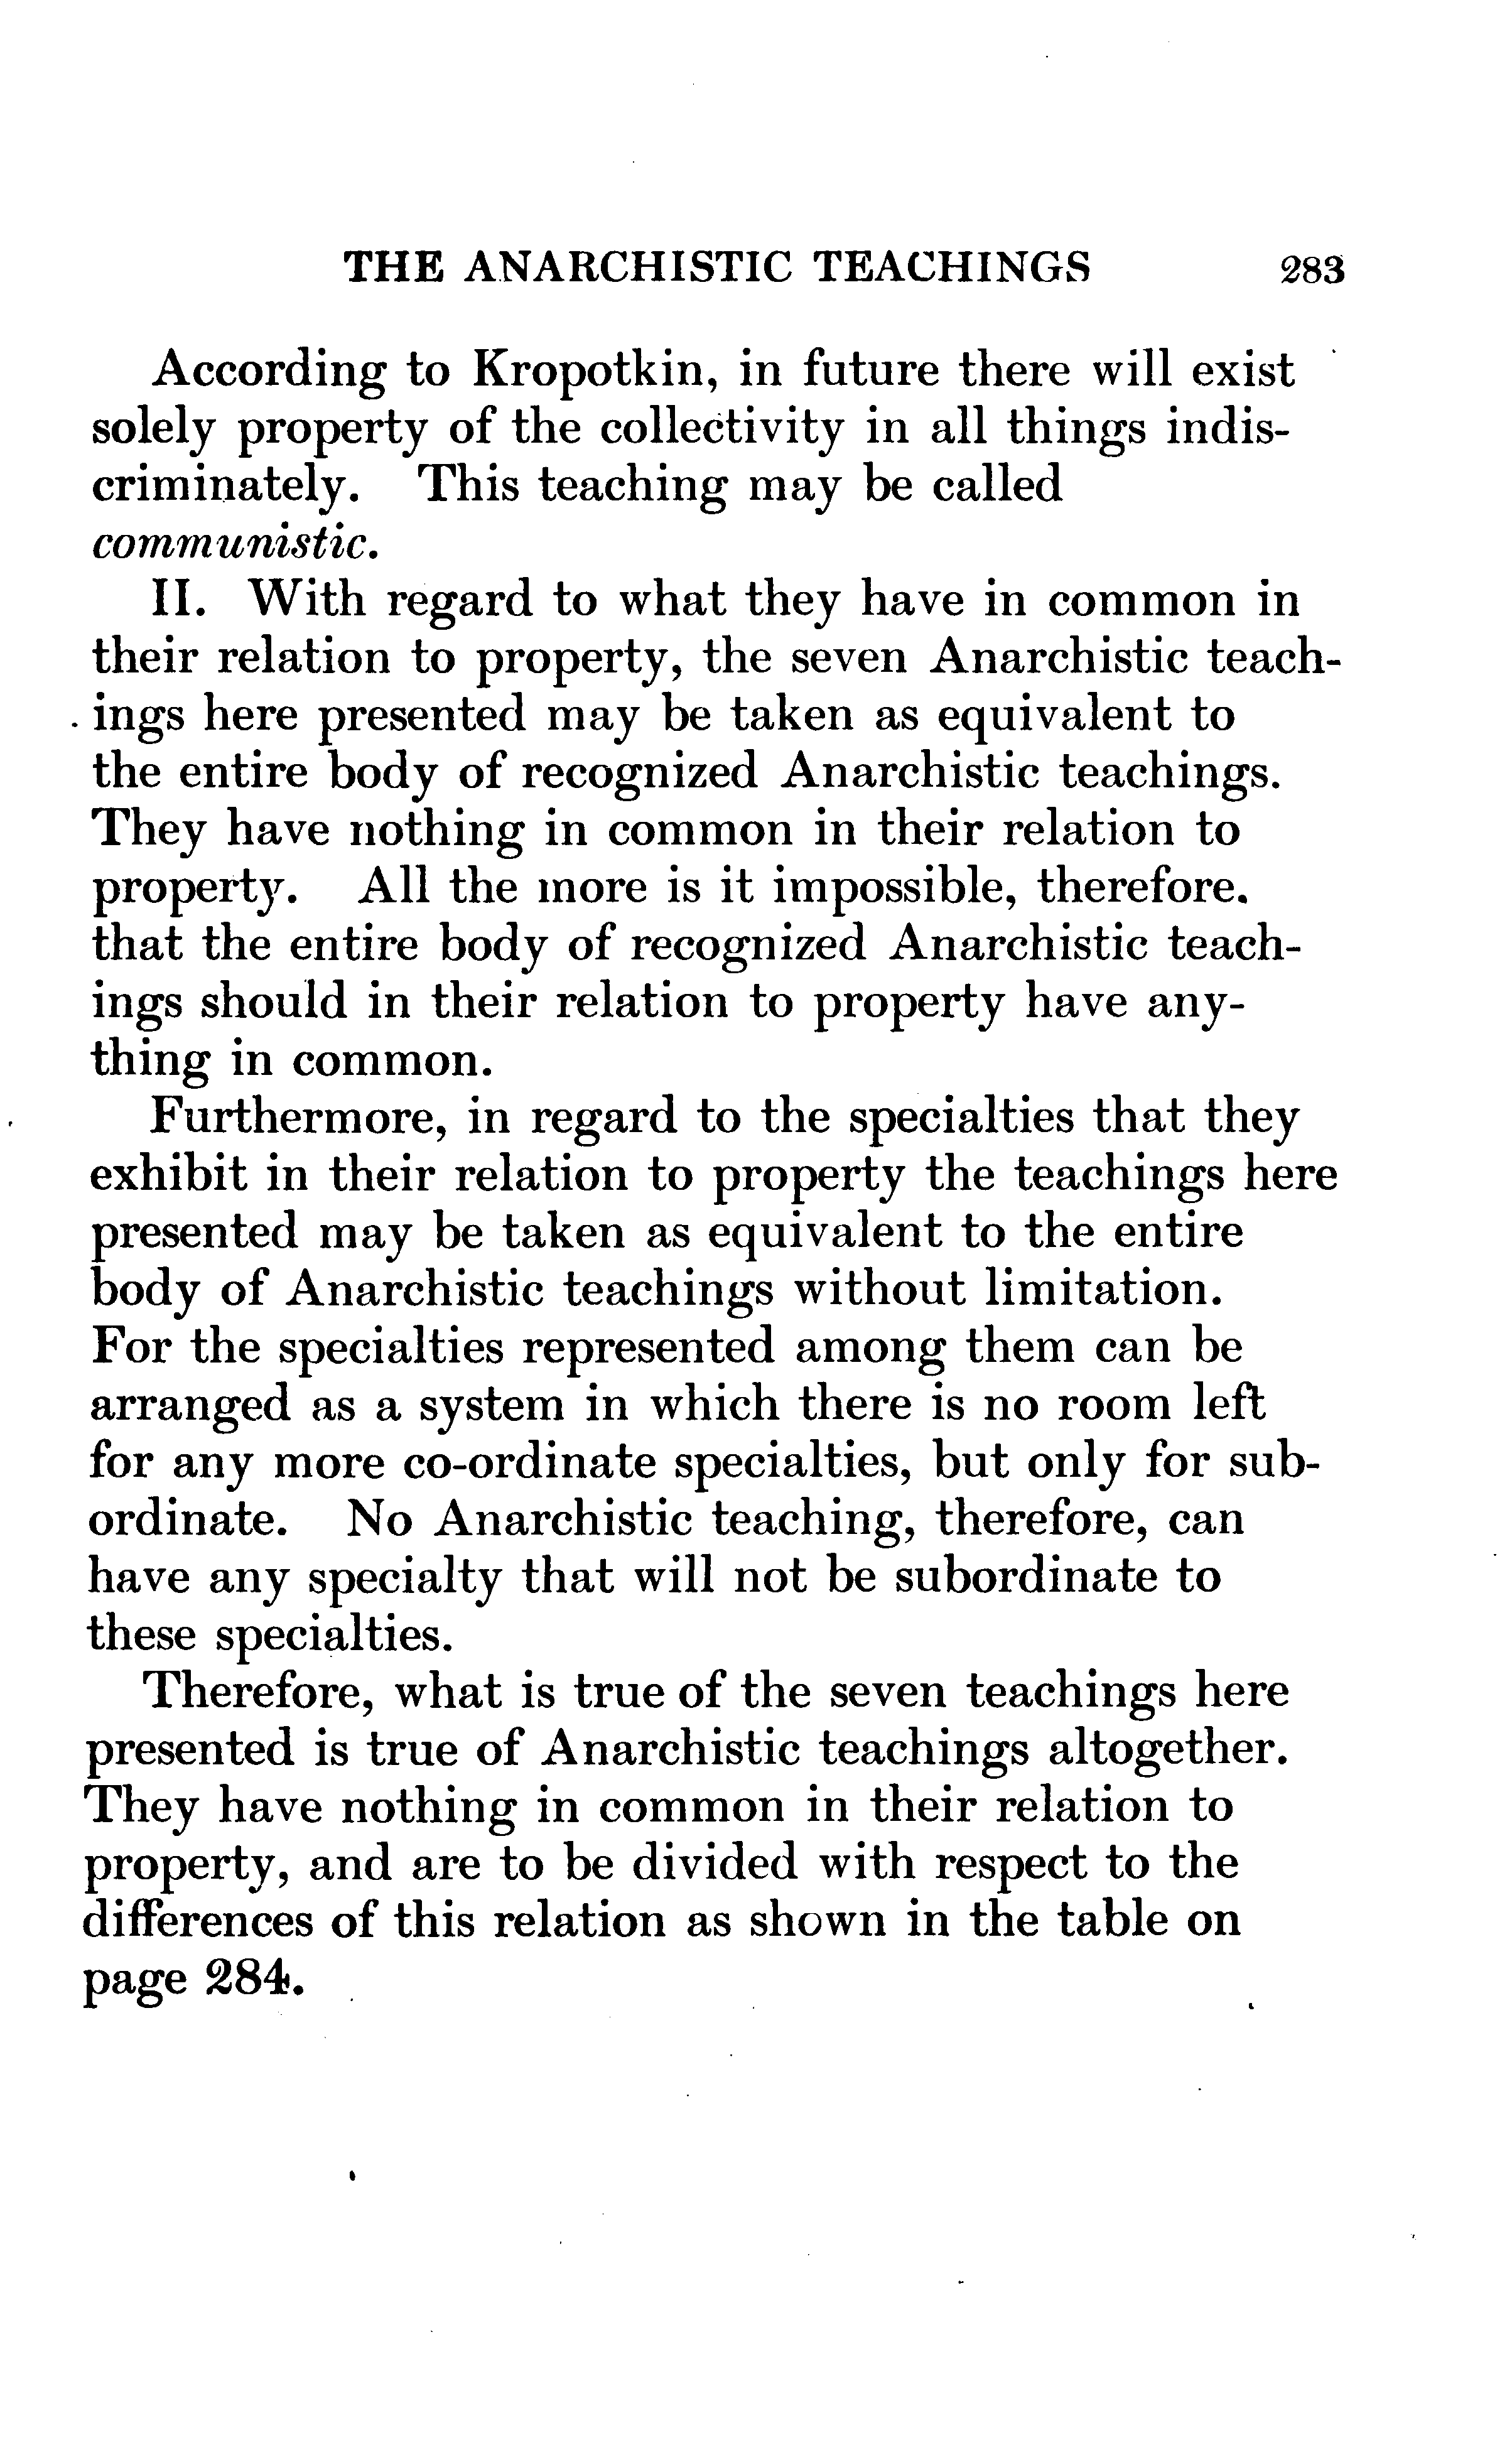 THE ANARCHISTIC TEACHINGS 283
According to Kropotkin, in future there will exist
solely property of the collectivity in all things indis-
criminately. This teaching may be called
communistic.
II. With regard to what they have in common in
their relation to property, the seven Anarchistic teach-
ings here presented may be taken as equivalent to
the entire body of recognized Anarchistic teachings.
They have nothing in common in their relation to
property. All the more is it impossible, therefore.
that the entire body of recognized Anarchistic teach-
ings should in their relation to property have any-
thing in common.
Furthermore, in regard to the specialties that they
exhibit in their relation to property the teachings here
presented may be taken as equivalent to the entire
body of Anarchistic teachings without limitation.
For the specialties represented among them can be
arranged as a system in which there is no room left
for any more co-ordinate specialties, but only for sub-
ordinate. No Anarchistic teaching, therefore, can
have any specialty that will not be subordinate to
these specialties.
Therefore, what is true of the seven teachings here
presented is true of Anarchistic teachings altogether.
They have nothing in common in their relation to
property, and are to be divided with respect to the
differences of this relation as shown in the table on
page 284.